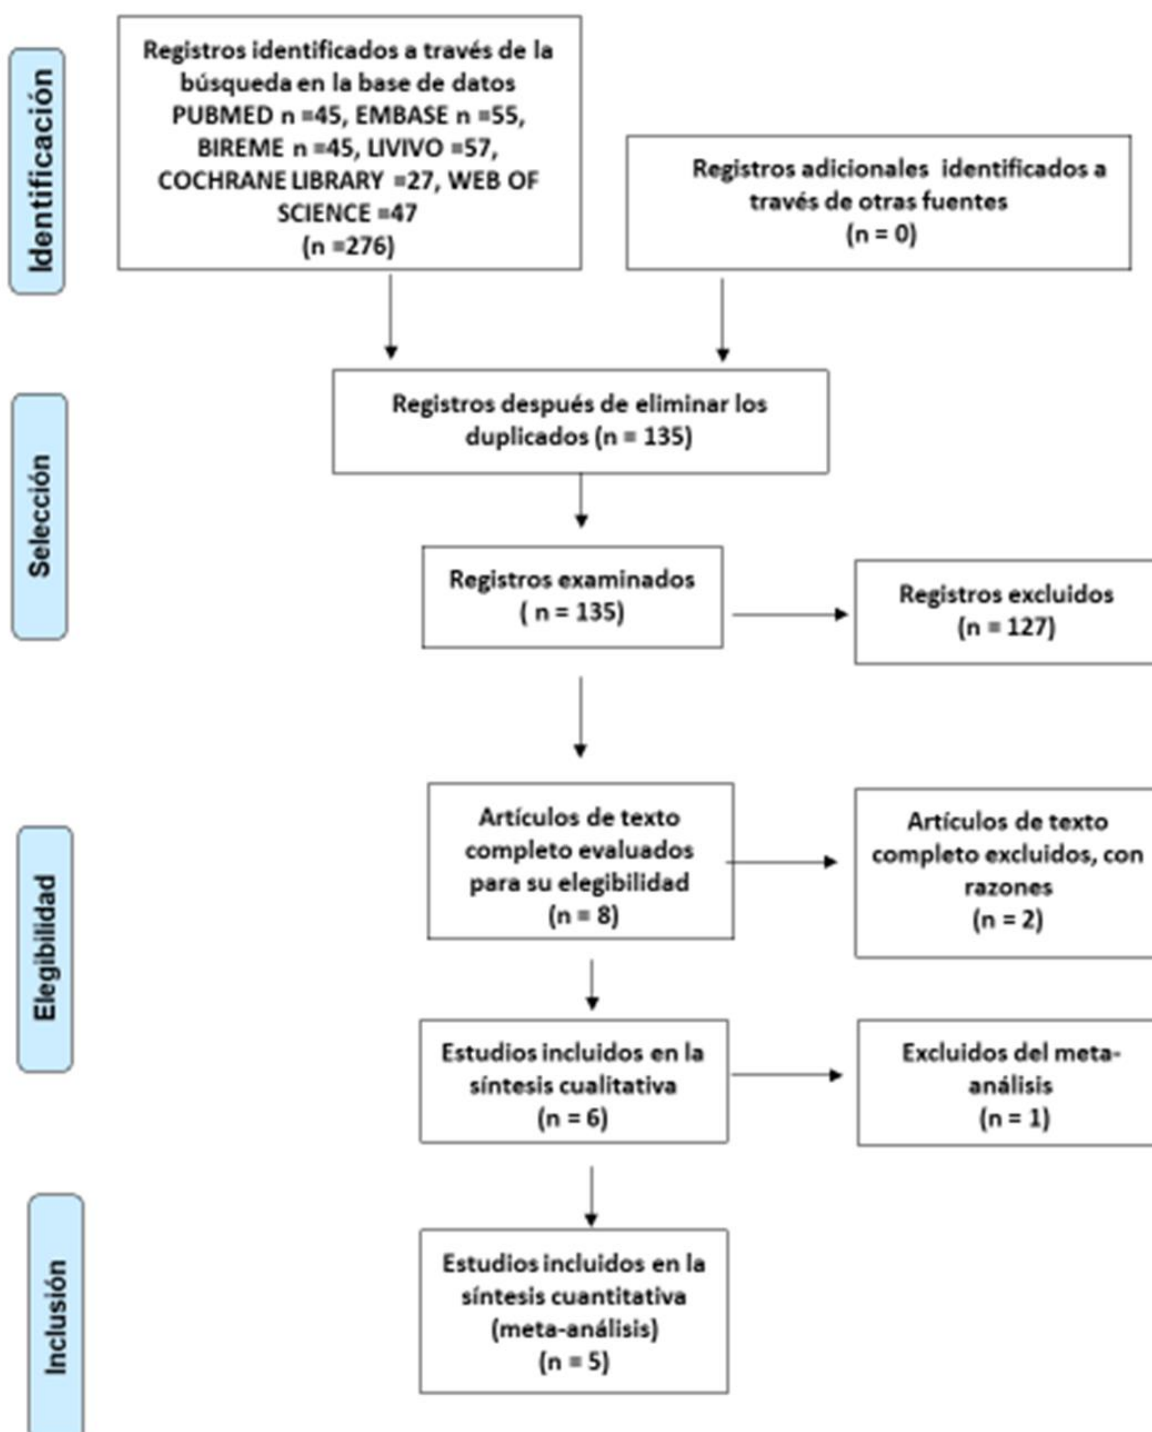 Identificación
Registros identificados a través de la
búsqueda en la base de datos
PUBMED n =45, EMBASE n =55,
BIREME n =45, LIVIVO =57,
COCHRANE LIBRARY =27, WEB OF
SCIENCE =47
(n =276)
Registros adicionales identificados a
través de otras fuentes
(n = 0)
Selección
Registros después de eliminar los
duplicados (n = 135)
Registros examinados
( n = 135)
Registros excluidos
(n = 127)
Elegibilidad
Artículos de texto
completo evaluados
para su elegibilidad
(n = 8)
Artículos de texto
completo excluidos, con
razones
(n = 2)
Estudios incluidos en la
síntesis cualitativa
(n = 6)
Excluidos del meta-
análisis
(n = 1)
Inclusión
Estudios incluidos en la
síntesis cuantitativa
(meta-análisis)
(n = 5)